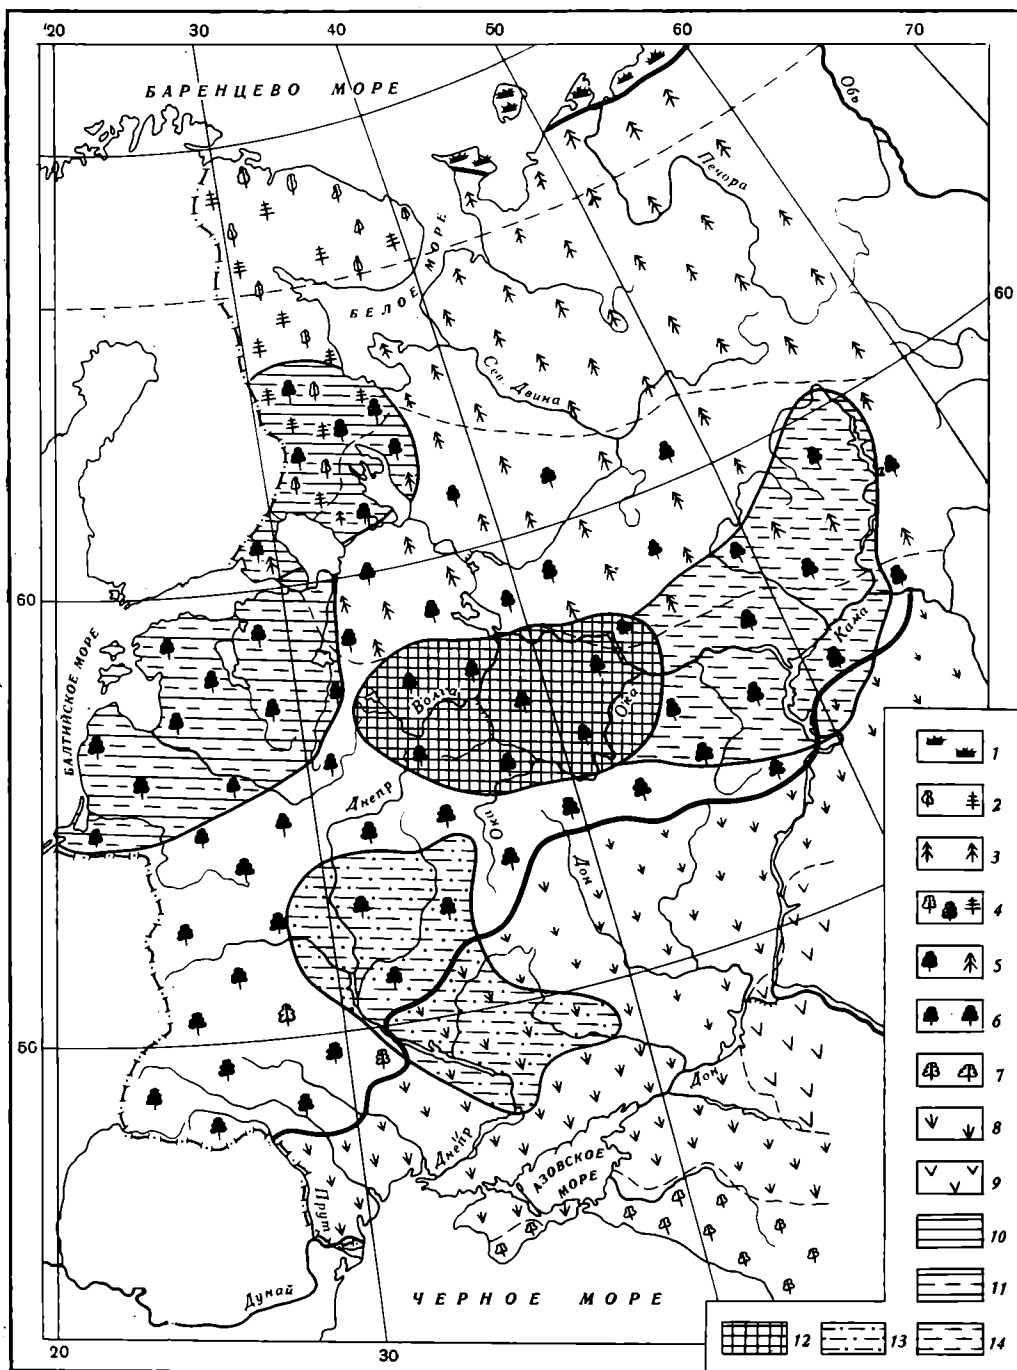 20 30 40 50 60 70
БАРЕНЦЕВО МОРЕ
Обь
Печора
БЕЛОЕ МОРЕ
60
Сев. Двина
60
БАЛТИЙСКОЕ МОРЕ
Кама
Волга
Ока
1
2
Днепр
Ока
Дон
3
4
5
6
50
7
Дон
8
Днепр
АЗОВСКОЕ
МОРЕ
9
Прут
10
11
Дунай
ЧЕРНОЕ МОРЕ
12 13 14
20 30